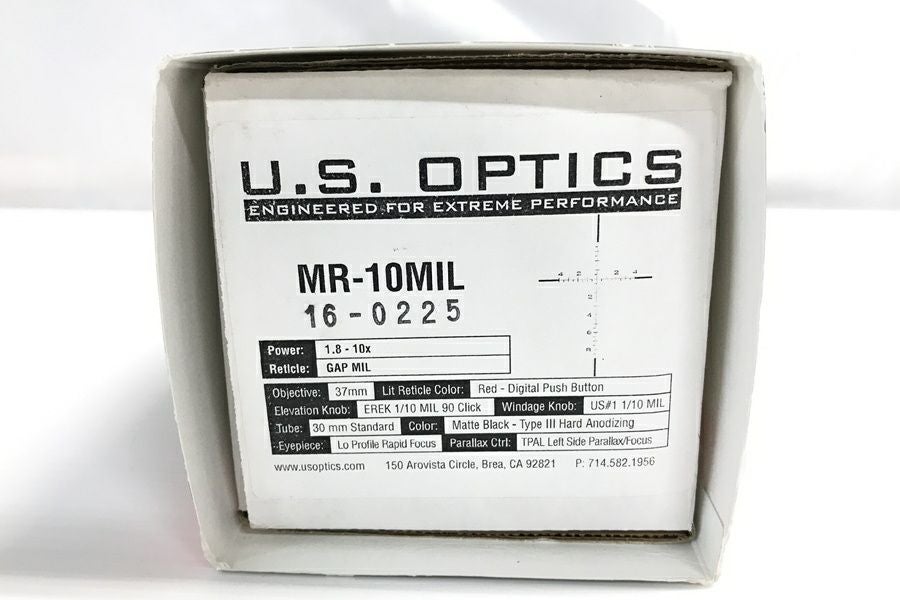 U.S. OPTICS
ENGINEERED FOR EXTREME PERFORMANCE
MR-10MIL
16-0225
Power: 1.8 - 10x
Reticle: GAP MIL
Objective: 37mm Lit Reticle Color: Red - Digital Push Button
Elevation Knob: EREK 1/10 MIL 90 Click Windage Knob: US#1 1/10 MIL
Tube: 30 mm Standard Color: Matte Black - Type III Hard Anodizing
Eyepiece: Lo Profile Rapid Focus Parallax Ctrl: TPAL Left Side Parallax/Focus
www.usoptics.com 150 Arovista Circle, Brea, CA 92821 P: 714.582.1956